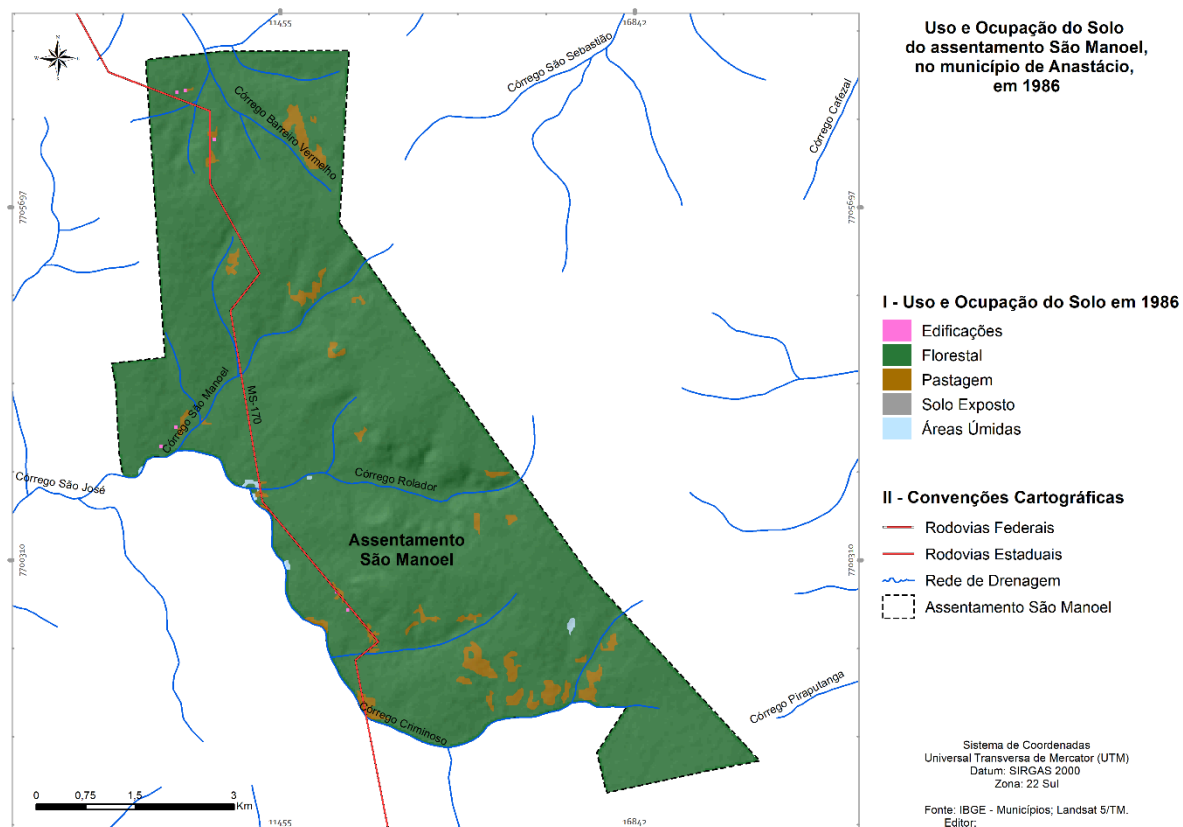 Uso e Ocupação do Solo
do assentamento São Manoel,
no município de Anastácio,
em 1986
11455
16842
7705697
7705697
7700310
7700310
11455
16842
N
W
E
S
Córrego São Sebastião
Córrego Cafezal
Córrego Barreiro Vermelho
MS-170
Córrego São Manoel
Córrego São José
Córrego Rolador
Assentamento
São Manoel
Córrego Criminoso
Córrego Piraputanga
0 0,75 1,5 3
Km
I - Uso e Ocupação do Solo em 1986
Edificações
Florestal
Pastagem
Solo Exposto
Áreas Úmidas
II - Convenções Cartográficas
Rodovias Federais
Rodovias Estaduais
Rede de Drenagem
Assentamento São Manoel
Sistema de Coordenadas
Universal Transversa de Mercator (UTM)
Datum: SIRGAS 2000
Zona: 22 Sul
Fonte: IBGE - Municípios; Landsat 5/TM.
Editor: